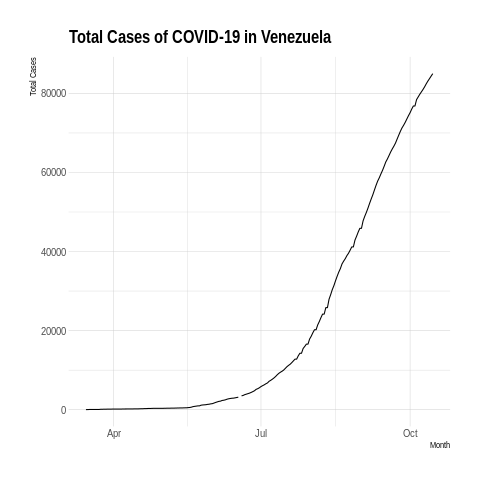 Total Cases of COVID-19 in Venezuela
Total Cases
80000
60000
40000
20000
0
Apr
Jul
Oct
Month